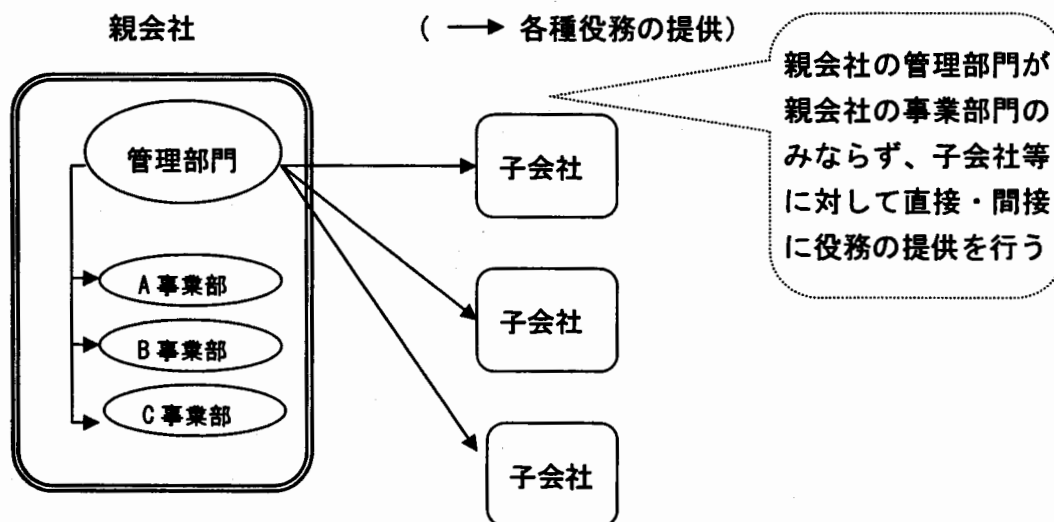 親会社
( → 各種役務の提供)
親会社の管理部門が
親会社の事業部門の
みならず、子会社等
に対して直接・間接
に役務の提供を行う
管理部門
子会社
A事業部
B事業部
C事業部
子会社
子会社